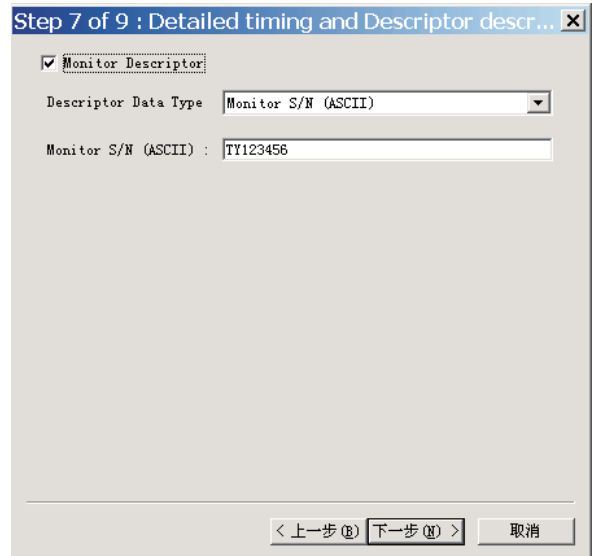 Step 7 of 9 : Detailed timing and Descriptor descr...
Monitor Descriptor
Descriptor Data Type Monitor S/N (ASCII)
Monitor S/N (ASCII) : TY123456
< 上一步(B) 下一步(N) > 取消